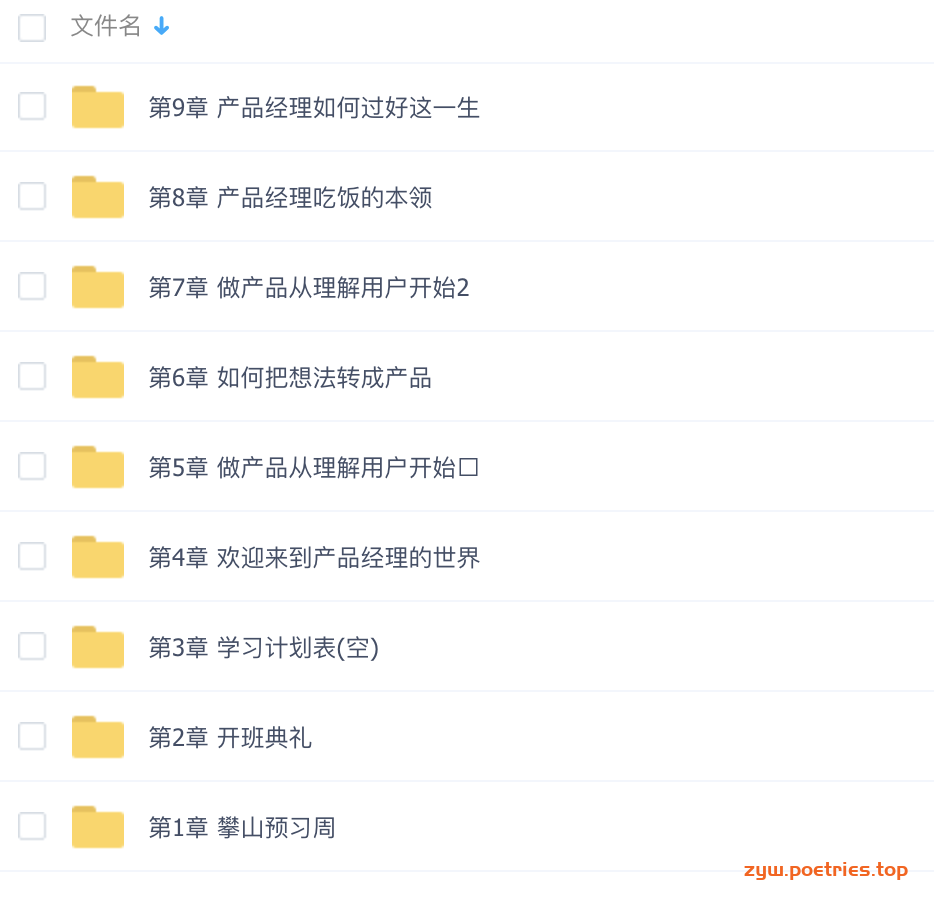 文件名
第9章 产品经理如何过好这一生
第8章 产品经理吃饭的本领
第7章 做产品从理解用户开始2
第6章 如何把想法转成产品
第5章 做产品从理解用户开始□
第4章 欢迎来到产品经理的世界
第3章 学习计划表(空)
第2章 开班典礼
第1章 攀山预习周
zyw.poetries.top